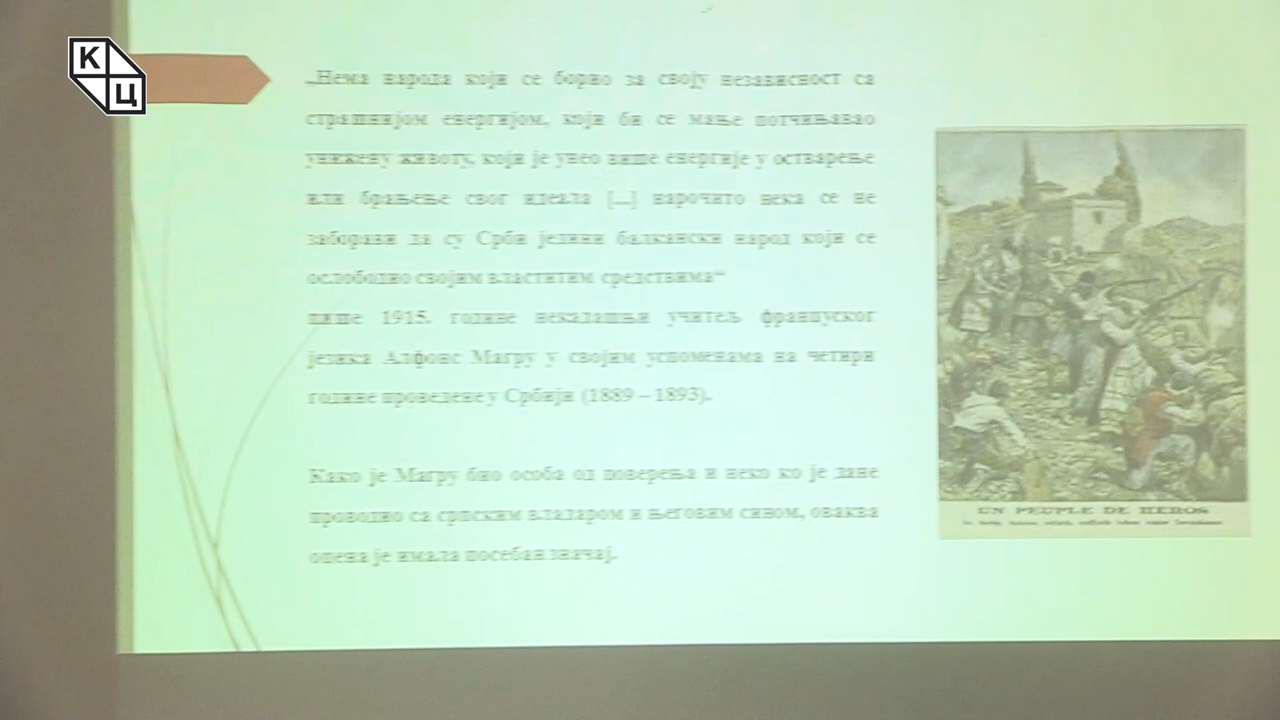 К
Ц
„Нема народа који се борио за своју независност са
страшнијом енергијом, који би се мање потчињавао
униженy животу, који је унео више енергије у остварење
или брањење свог идеала [...] нарочито нека се не
заборави да су Срби једини балкански народ који се
ослободио својим властитим средствима“
пише 1915. године некадашњи учитељ француског
језика Алфонс Магру у својим успоменама на четири
године проведене у Србији (1889 – 1893).
Како је Магру био особа од поверења и неко ко је дане
проводио са српским владаром и његовим сином, оваква
оцена је имала посебан значај.
UN PEUPLE DE HÉROS